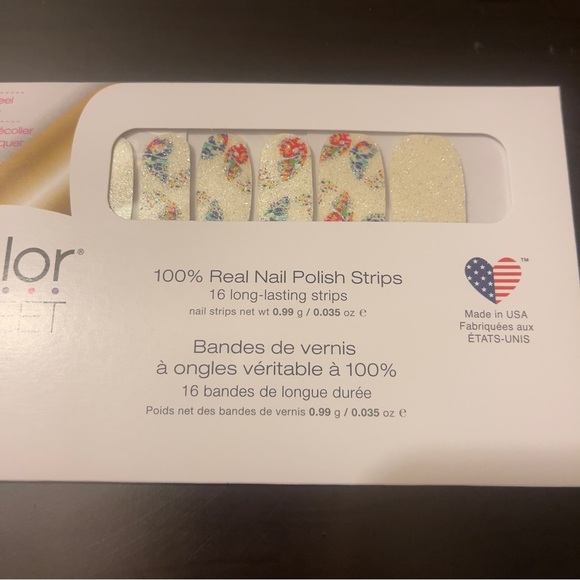 eel
écoller
quer
lor®
ET
100% Real Nail Polish Strips
16 long-lasting strips
nail strips net wt 0.99 g / 0.035 oz ℮
Bandes de vernis
à ongles véritable à 100%
16 bandes de longue durée
Poids net des bandes de vernis 0.99 g / 0.035 oz ℮
™
Made in USA
Fabriquées aux
ÉTATS-UNIS